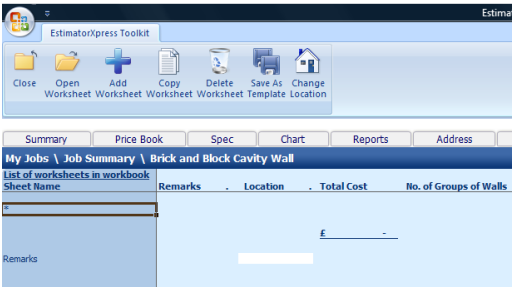 Estima
EstimatorXpress Toolkit
Close Open Worksheet Add Worksheet Copy Worksheet Delete Worksheet Save As Template Change Location
Summary Price Book Spec Chart Reports Address
My Jobs \ Job Summary \ Brick and Block Cavity Wall
List of worksheets in workbook
Sheet Name Remarks . Location . Total Cost No. of Groups of Walls
*
£ -
Remarks